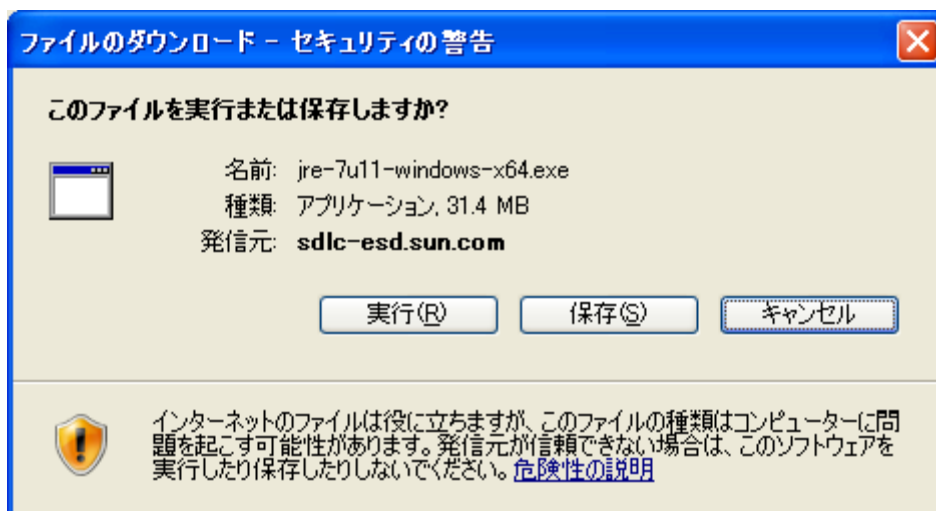 ファイルのダウンロード - セキュリティの警告
このファイルを実行または保存しますか?
名前: jre-7u11-windows-x64.exe
種類: アプリケーション, 31.4 MB
発信元: sdlc-esd.sun.com
実行(R) 保存(S) キャンセル
インターネットのファイルは役に立ちますが、このファイルの種類はコンピューターに問
題を起こす可能性があります。発信元が信頼できない場合は、このソフトウェアを
実行したり保存したりしないでください。危険性の説明